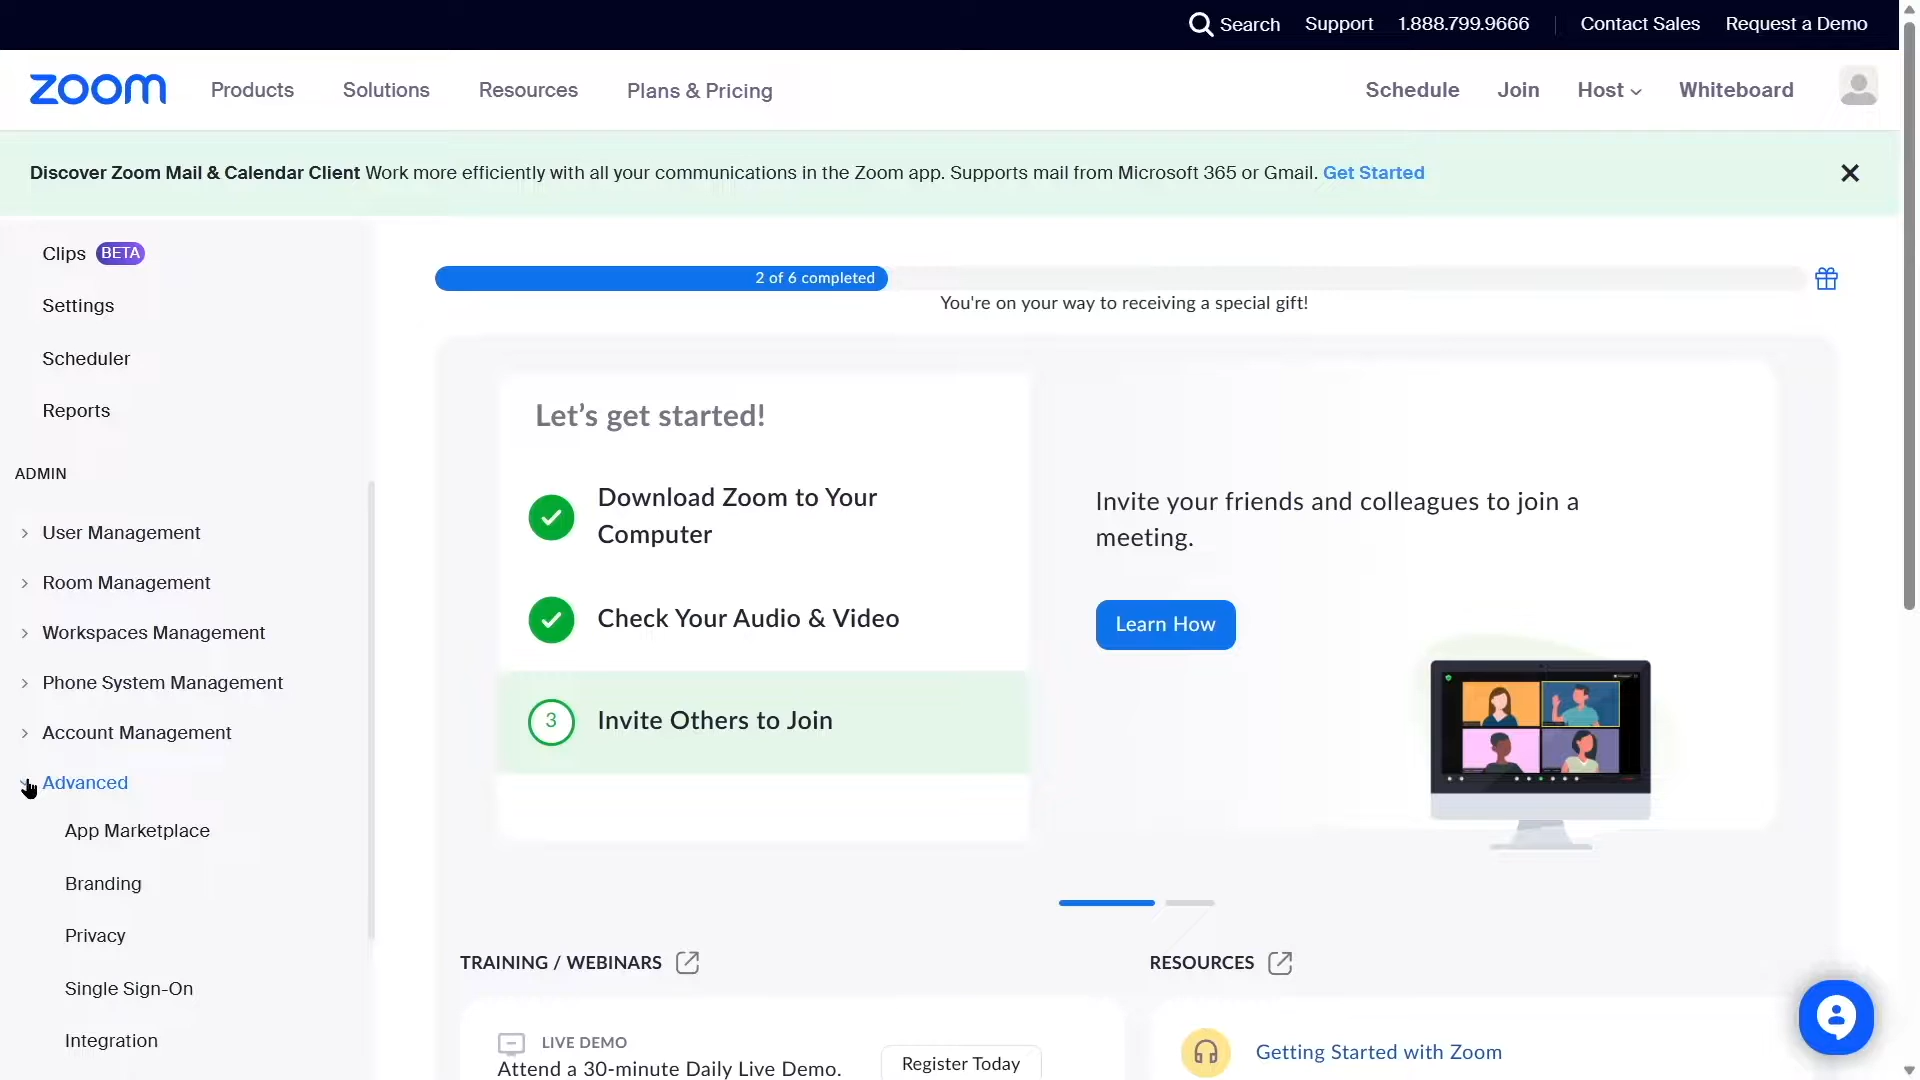 Search Support 1.888.799.9666 Contact Sales Request a Demo
zoom Products Solutions Resources Plans & Pricing Schedule Join Host Whiteboard
Discover Zoom Mail & Calendar Client Work more efficiently with all your communications in the Zoom app. Supports mail from Microsoft 365 or Gmail. Get Started
Clips BETA
Settings
Scheduler
Reports
ADMIN
User Management
Room Management
Workspaces Management
Phone System Management
Account Management
Advanced
App Marketplace
Branding
Privacy
Single Sign-On
Integration
2 of 6 completed
You're on your way to receiving a special gift!
Let's get started!
Download Zoom to Your
Computer
Check Your Audio & Video
3 Invite Others to Join
Invite your friends and colleagues to join a
meeting.
Learn How
TRAINING / WEBINARS
LIVE DEMO
Attend a 30-minute Daily Live Demo.
Register Today
RESOURCES
Getting Started with Zoom